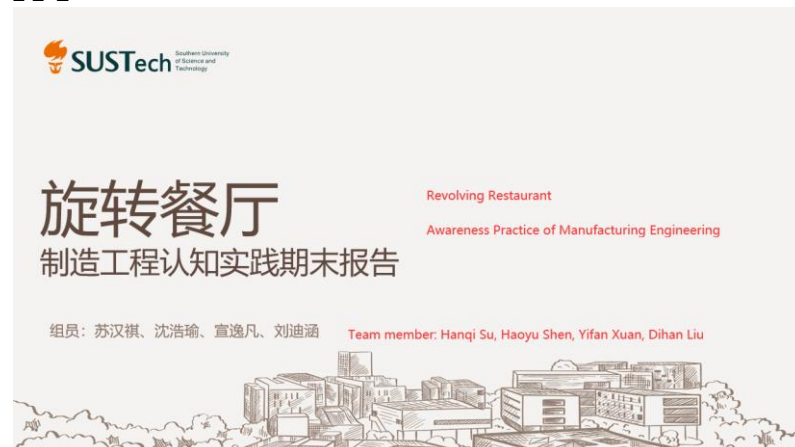 SUSTech
Southern University
of Science and
Technology
旋转餐厅
Revolving Restaurant
制造工程认知实践期末报告
Awareness Practice of Manufacturing Engineering
组员：苏汉祺、沈浩瑜、宣逸凡、刘迪涵
Team member: Hanqi Su, Haoyu Shen, Yifan Xuan, Dihan Liu